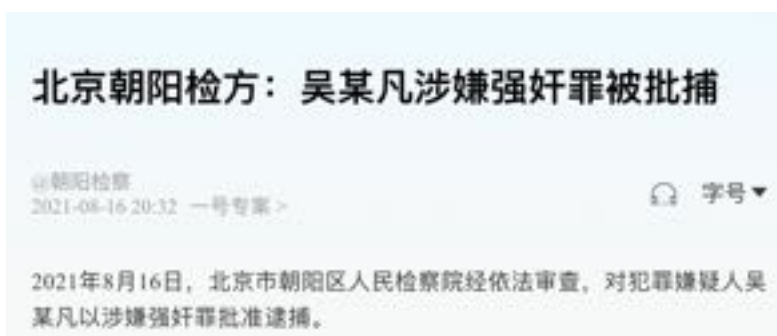 北京朝阳检方：吴某凡涉嫌强奸罪被批捕
@朝阳检察
2021-08-16 20:32 一号专案 >
字号▼
2021年8月16日，北京市朝阳区人民检察院经依法审查，对犯罪嫌疑人吴
某凡以涉嫌强奸罪批准逮捕。